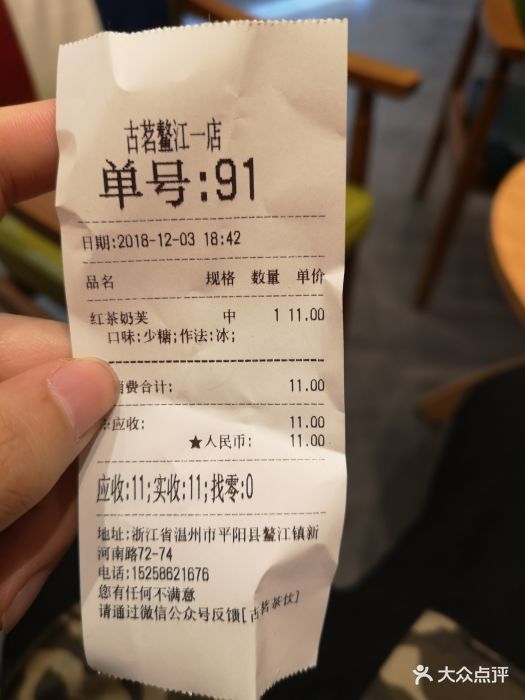 古茗鳌江一店
单号:91
日期:2018-12-03 18:42
品名 规格 数量 单价
红茶奶芙 中 1 11.00
口味:少糖;作法:冰;
消费合计: 11.00
应收: 11.00
★人民币: 11.00
应收:11;实收:11;找零:0
地址:浙江省温州市平阳县鳌江镇新
河南路72-74
电话:15258621676
您有任何不满意
请通过微信公众号反馈[古茗茶饮]
大众点评